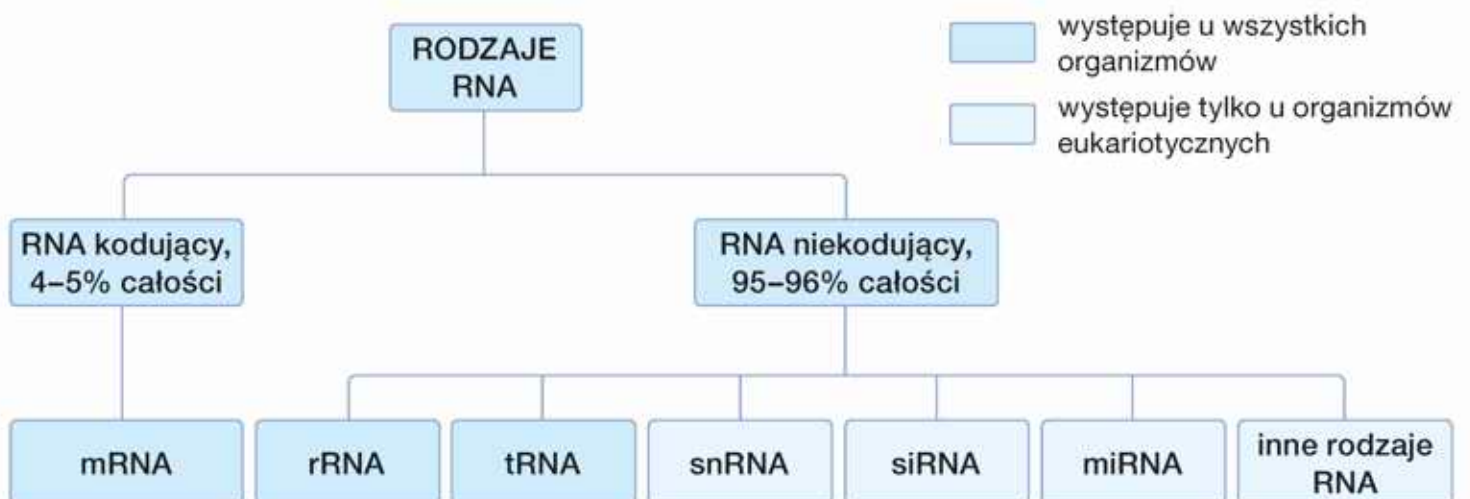 RODZAJE
RNA
występuje u wszystkich
organizmów
występuje tylko u organizmów
eukariotycznych
RNA kodujący,
4–5% całości
RNA niekodujący,
95–96% całości
mRNA
rRNA
tRNA
snRNA
siRNA
miRNA
inne rodzaje
RNA